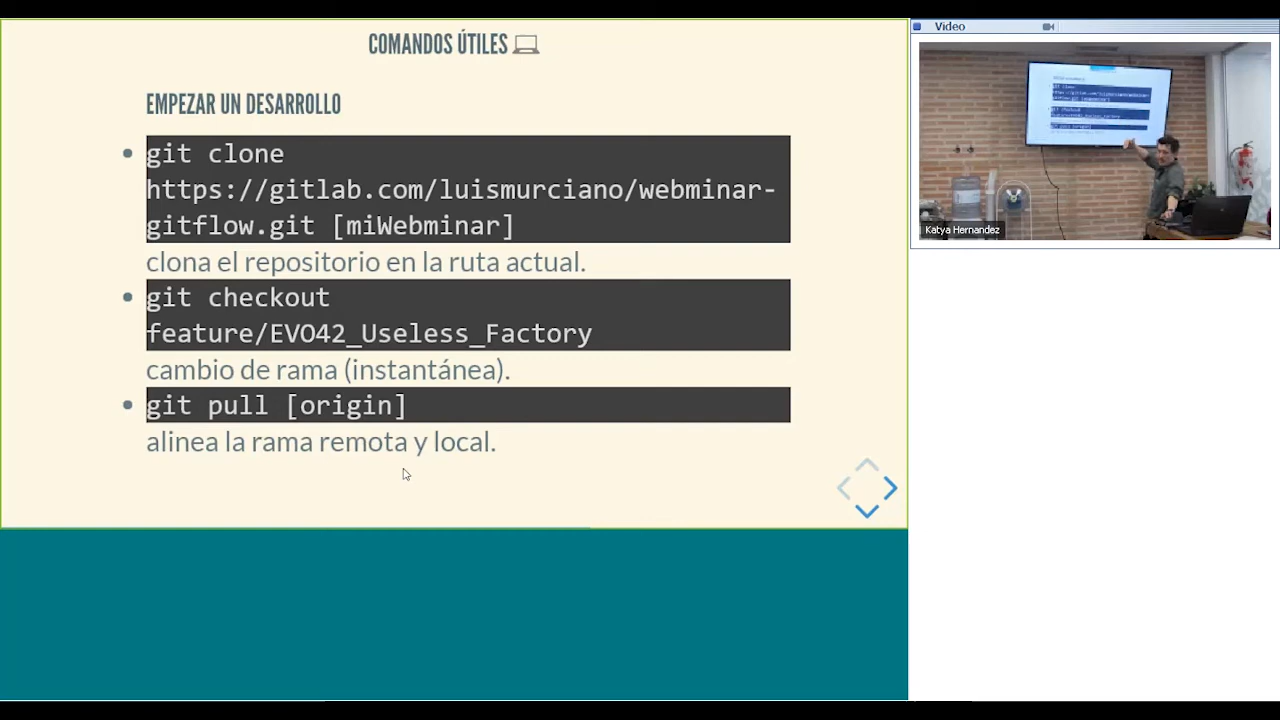 COMANDOS ÚTILES
EMPEZAR UN DESARROLLO
git clone
https://gitlab.com/luismurciano/webminar-
gitflow.git [miWebminar]
clona el repositorio en la ruta actual.
git checkout
feature/EVO42_Useless_Factory
cambio de rama (instantánea).
git pull [origin]
alinea la rama remota y local.
Video
Katya Hernandez